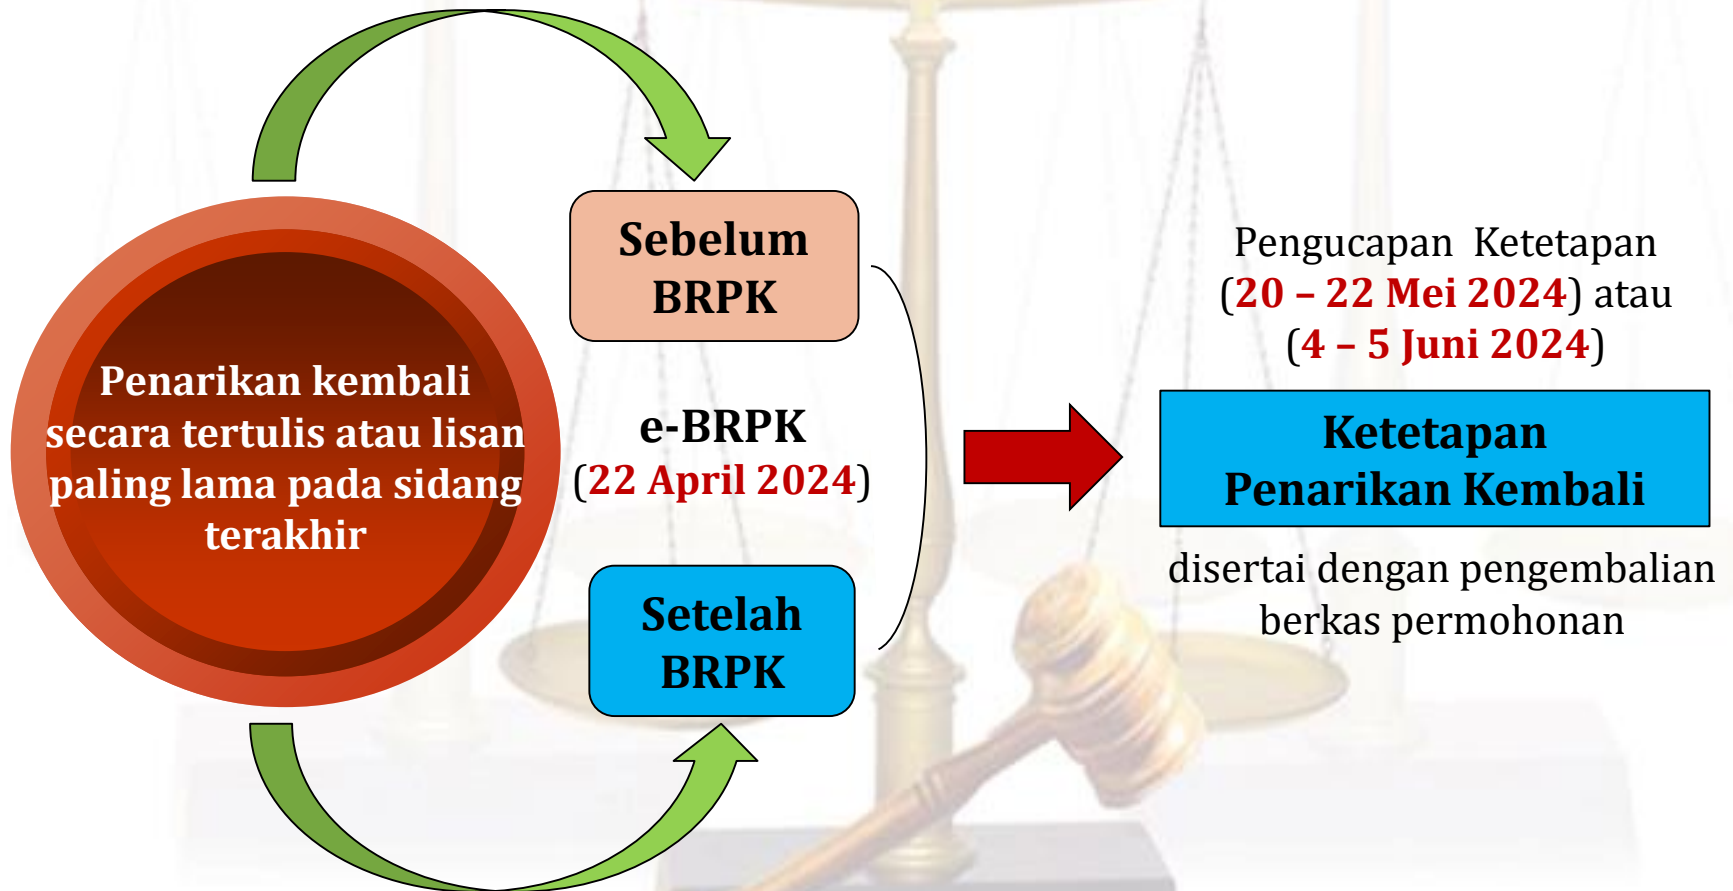 Penarikan kembali
secara tertulis atau lisan
paling lama pada sidang
terakhir
Sebelum
BRPK
e-BRPK
(22 April 2024)
Setelah
BRPK
Pengucapan Ketetapan
(20 – 22 Mei 2024) atau
(4 – 5 Juni 2024)
Ketetapan
Penarikan Kembali
disertai dengan pengembalian
berkas permohonan